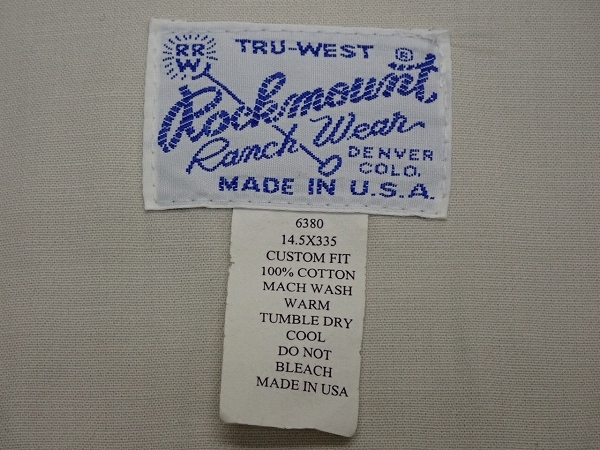 RR
W
TRU-WEST ®
Rockmount
Ranch Wear
DENVER
COLO.
MADE IN U.S.A.
6380
14.5X335
CUSTOM FIT
100% COTTON
MACH WASH
WARM
TUMBLE DRY
COOL
DO NOT
BLEACH
MADE IN USA